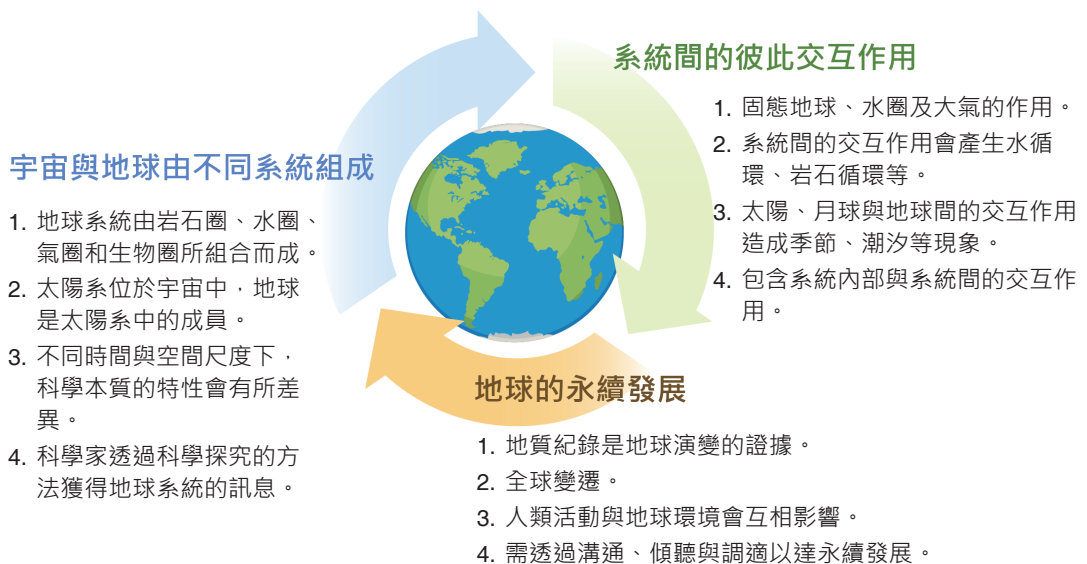 系統間的彼此交互作用
1. 固態地球、水圈及大氣的作用。
2. 系統間的交互作用會產生水循
環、岩石循環等。
3. 太陽、月球與地球間的交互作用
造成季節、潮汐等現象。
4. 包含系統內部與系統間的交互作
用。
宇宙與地球由不同系統組成
1. 地球系統由岩石圈、水圈、
氣圈和生物圈所組合而成。
2. 太陽系位於宇宙中，地球
是太陽系中的成員。
3. 不同時間與空間尺度下，
科學本質的特性會有所差
異。
4. 科學家透過科學探究的方
法獲得地球系統的訊息。
地球的永續發展
1. 地質紀錄是地球演變的證據。
2. 全球變遷。
3. 人類活動與地球環境會互相影響。
4. 需透過溝通、傾聽與調適以達永續發展。